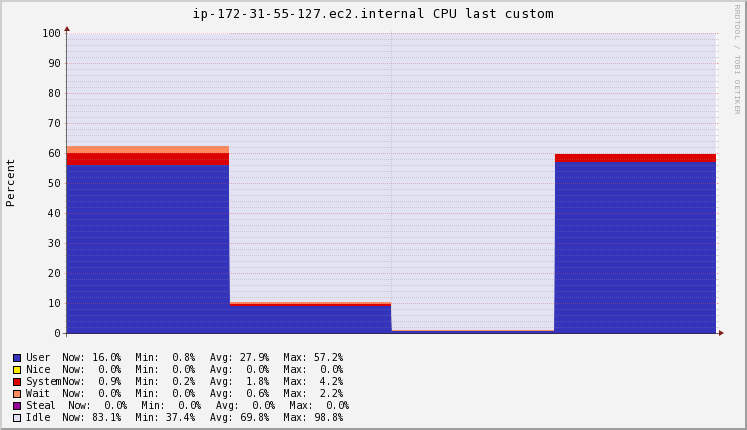 ip-172-31-55-127.ec2.internal CPU last custom
RRDTOOL / TOBI OETIKER
Percent
100
90
80
70
60
50
40
30
20
10
0
User Now: 16.0% Min: 0.8% Avg: 27.9% Max: 57.2%
Nice Now: 0.0% Min: 0.0% Avg: 0.0% Max: 0.0%
System Now: 0.9% Min: 0.2% Avg: 1.8% Max: 4.2%
Wait Now: 0.0% Min: 0.0% Avg: 0.6% Max: 2.2%
Steal Now: 0.0% Min: 0.0% Avg: 0.0% Max: 0.0%
Idle Now: 83.1% Min: 37.4% Avg: 69.8% Max: 98.8%